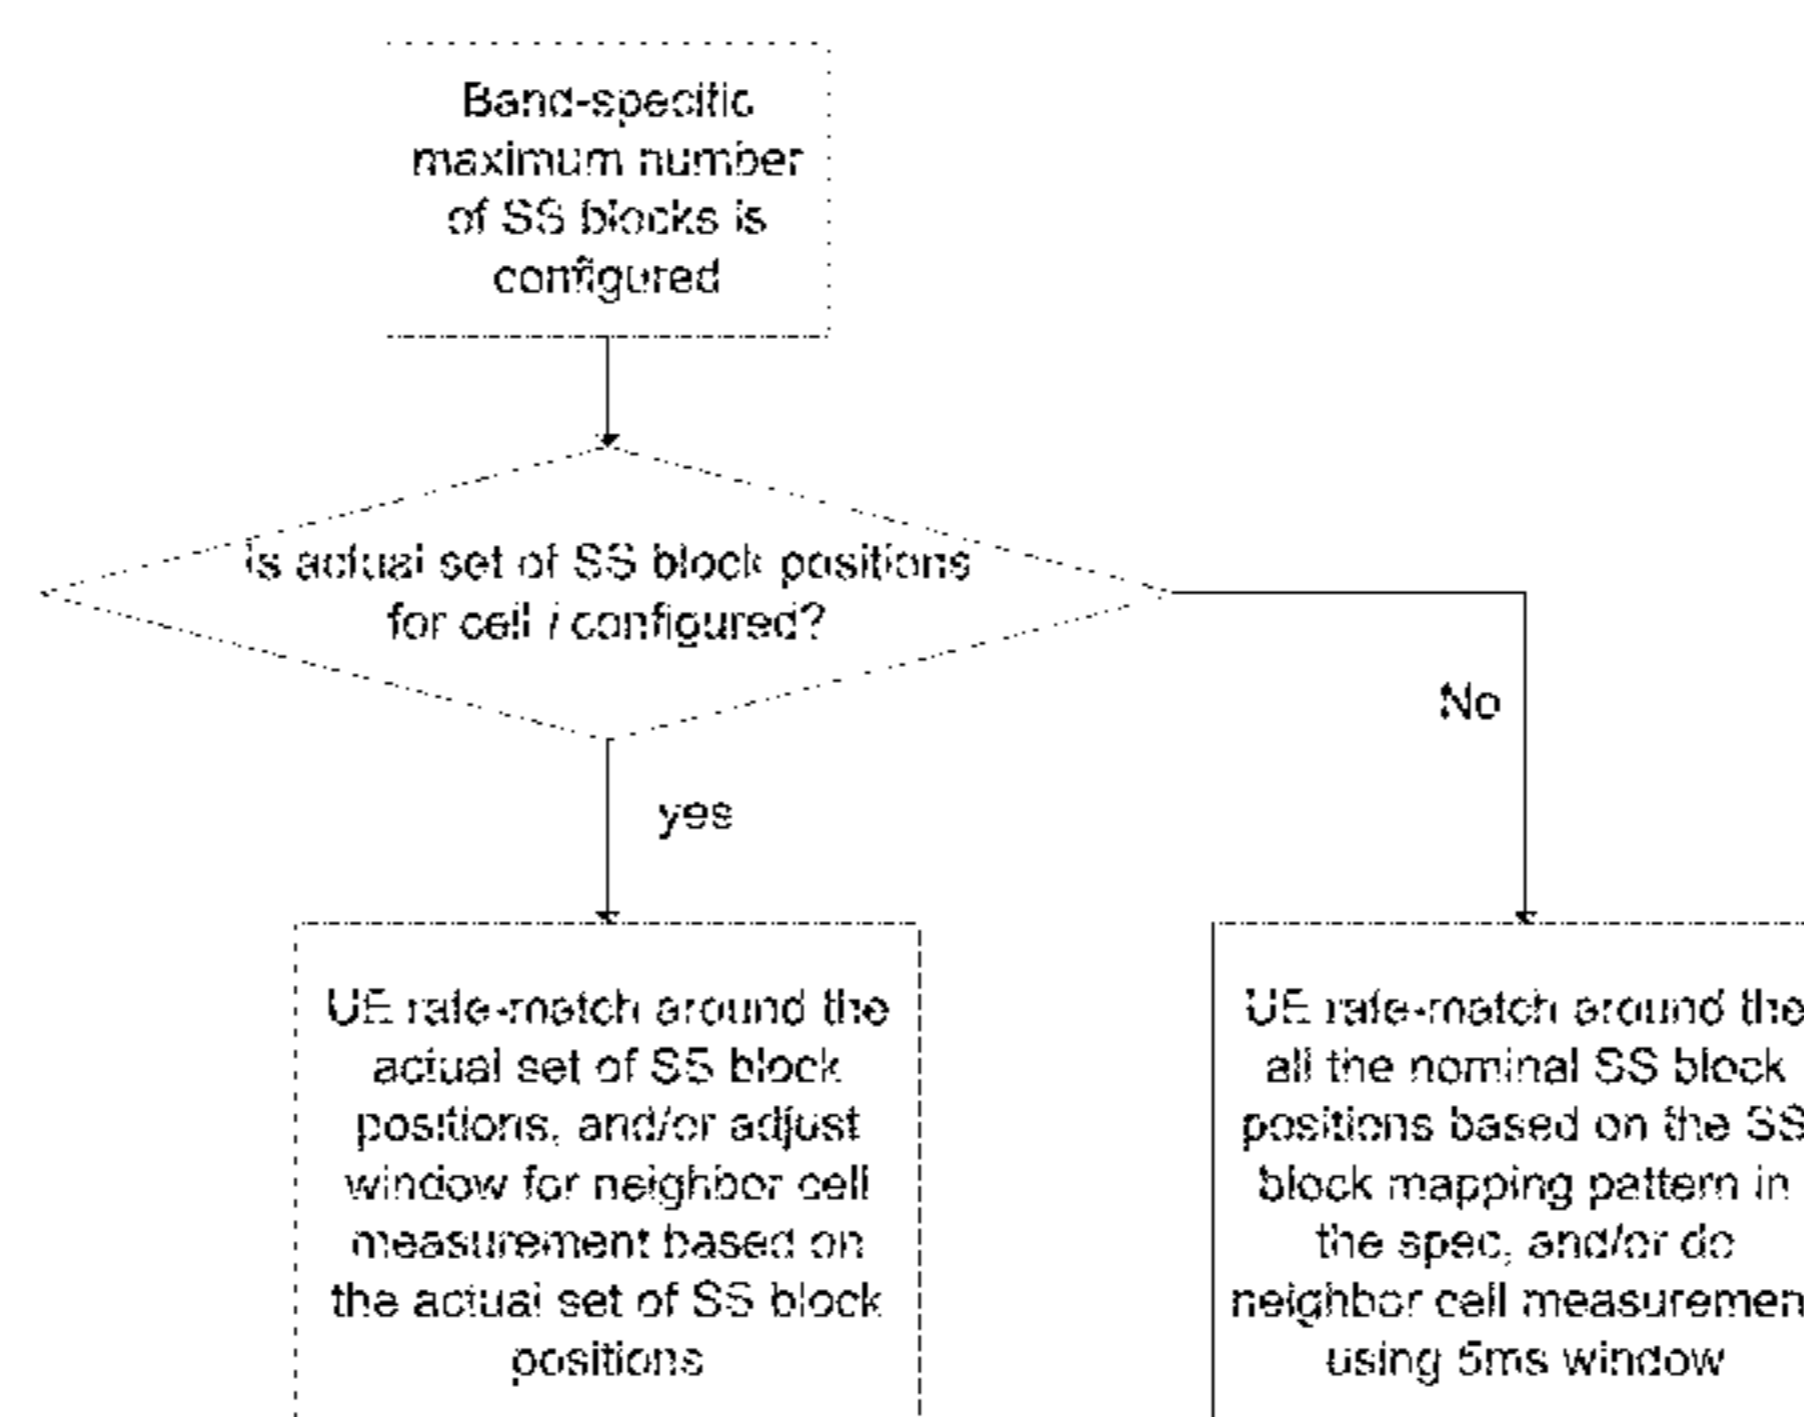 Band-specific
maximum number
of SS blocks is
configured
is actual set of SS block positions
for cell i configured?
No
yes
UE rate-match around the
actual set of SS block
positions, and/or adjust
window for neighbor cell
measurement based on
the actual set of SS block
positions
UE rate-match around the
all the nominal SS block
positions based on the SS
block mapping pattern in
the spec, and/or do
neighbor cell measuremen
using 5ms window